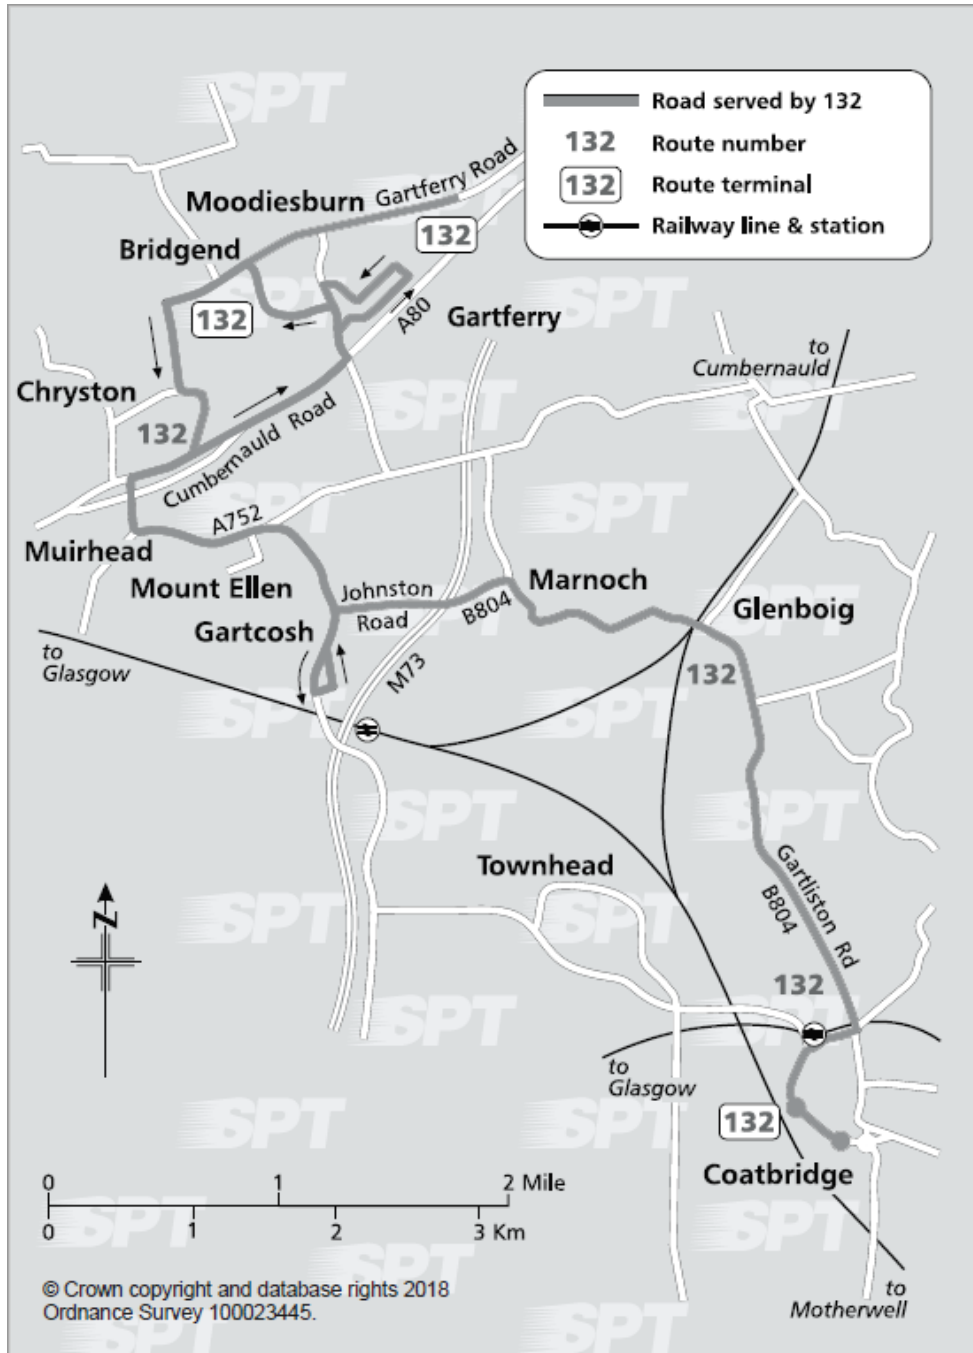 SPT
Road served by 132
132 Route number
132 Route terminal
Railway line & station
Moodiesburn
Gartferry Road
132
Bridgend
132
A80
Gartferry
to
Cumbernauld
Chryston
132
Cumbernauld Road
A752
Muirhead
Mount Ellen
Johnston
Road
B804
Marnoch
Glenboig
Gartcosh
to
Glasgow
M73
132
Townhead
Gartliston Rd
B804
N
132
to
Glasgow
132
Coatbridge
0 1 2 Mile
0 1 2 3 Km
to
Motherwell
© Crown copyright and database rights 2018
Ordnance Survey 100023445.